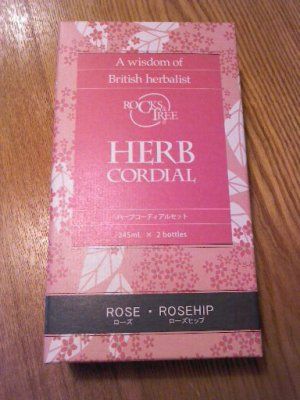 A wisdom of
British herbalist
ROCKS
TREE
HERB
CORDIAL
ハーブコーディアルセット
245mL × 2 bottles
ROSE・ROSEHIP
ローズ ローズヒップ